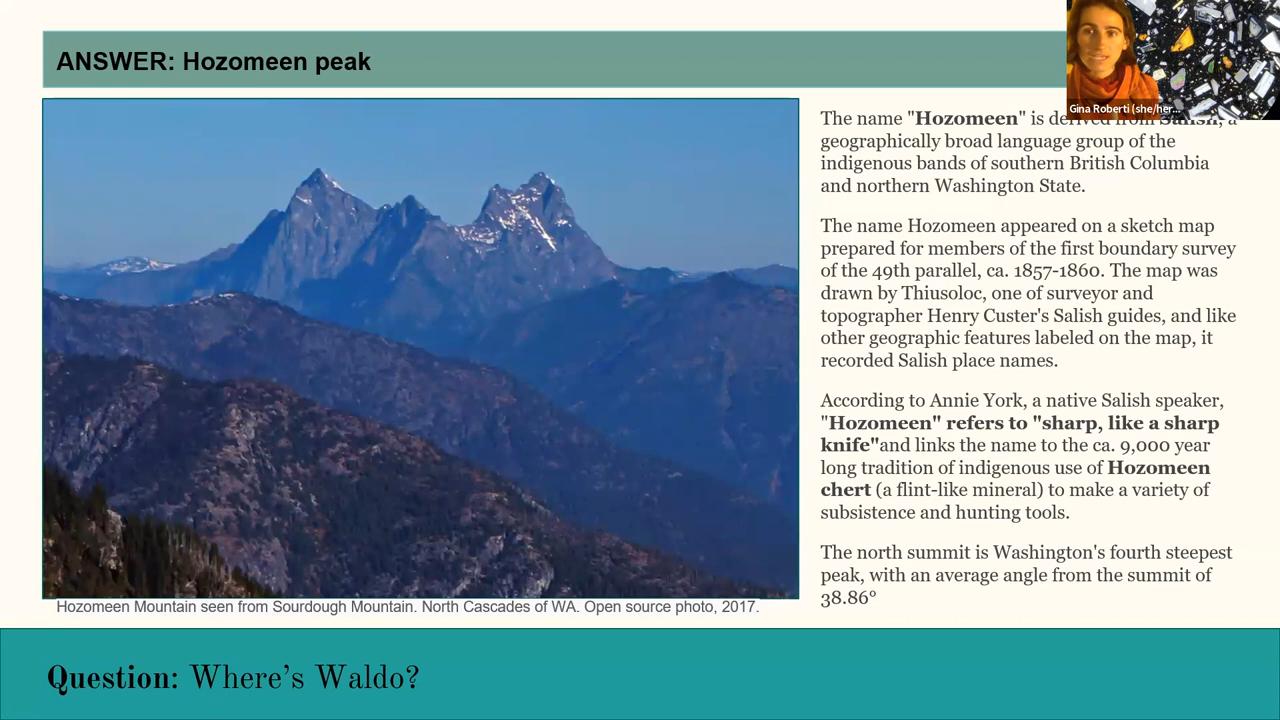 ANSWER: Hozomeen peak
Gina Roberti (she/her...
The name "Hozomeen" is derived from Salish, a
geographically broad language group of the
indigenous bands of southern British Columbia
and northern Washington State.
The name Hozomeen appeared on a sketch map
prepared for members of the first boundary survey
of the 49th parallel, ca. 1857-1860. The map was
drawn by Thiusoloc, one of surveyor and
topographer Henry Custer's Salish guides, and like
other geographic features labeled on the map, it
recorded Salish place names.
According to Annie York, a native Salish speaker,
"Hozomeen" refers to "sharp, like a sharp
knife"and links the name to the ca. 9,000 year
long tradition of indigenous use of Hozomeen
chert (a flint-like mineral) to make a variety of
subsistence and hunting tools.
The north summit is Washington's fourth steepest
peak, with an average angle from the summit of
38.86°
Hozomeen Mountain seen from Sourdough Mountain. North Cascades of WA. Open source photo, 2017.
Question: Where's Waldo?